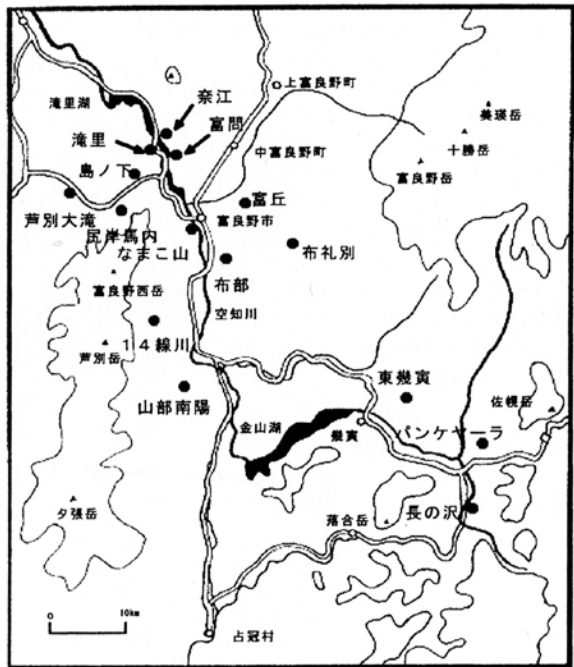 上富良野町
美瑛岳
滝里湖
奈江
十勝岳
富問
滝里
中富良野町
富良野岳
島ノ下
富丘
芦別大滝
富良野市
尻岸馬内
なまこ山
布礼別
布部
富良野西岳
空知川
14線川
芦別岳
東幾寅
佐幌岳
山部南陽
金山湖
幾寅
パンケヤーラ
夕張岳
長の沢
落合岳
0 10km
占冠村